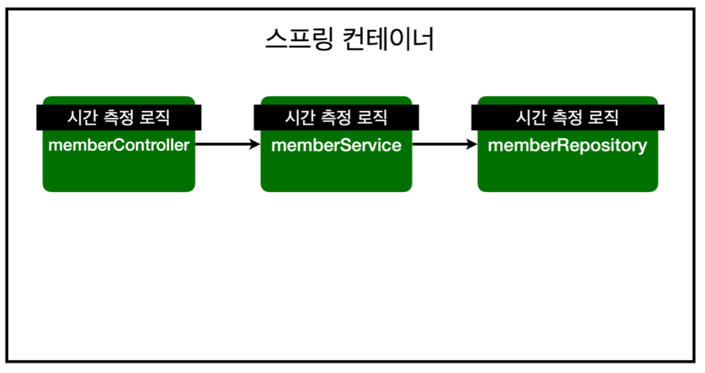 스프링 컨테이너
시간 측정 로직
memberController
시간 측정 로직
memberService
시간 측정 로직
memberRepository